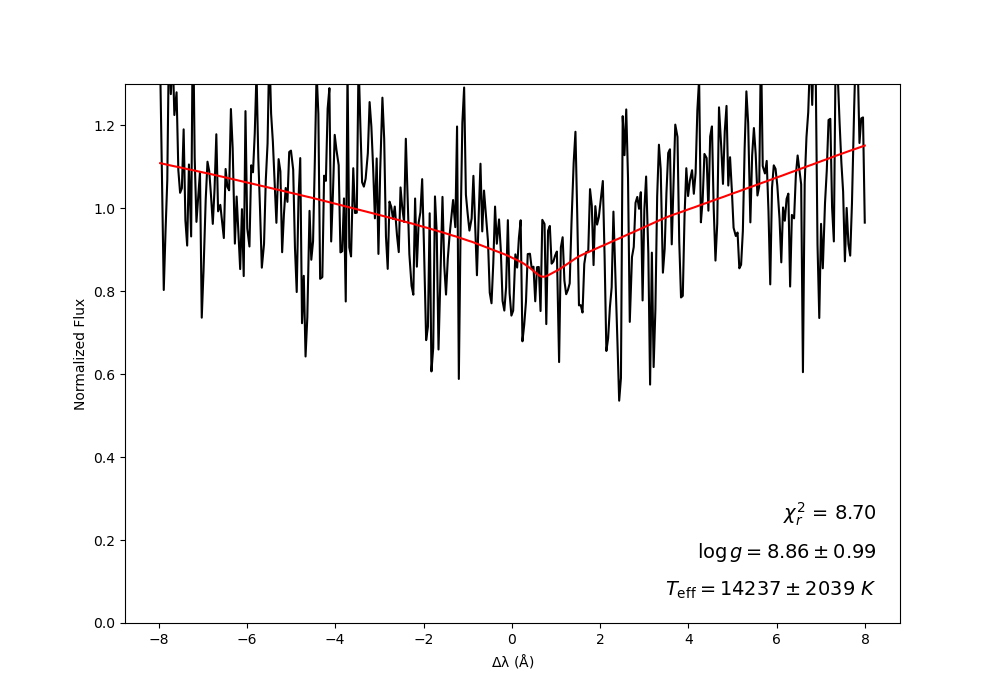 Normalized Flux
1.2
1.0
0.8
0.6
0.4
0.2
0.0
χ²ᵣ = 8.70
log g = 8.86 ± 0.99
T_eff = 14237 ± 2039 K
−8 −6 −4 −2 0 2 4 6 8
Δλ (Å)